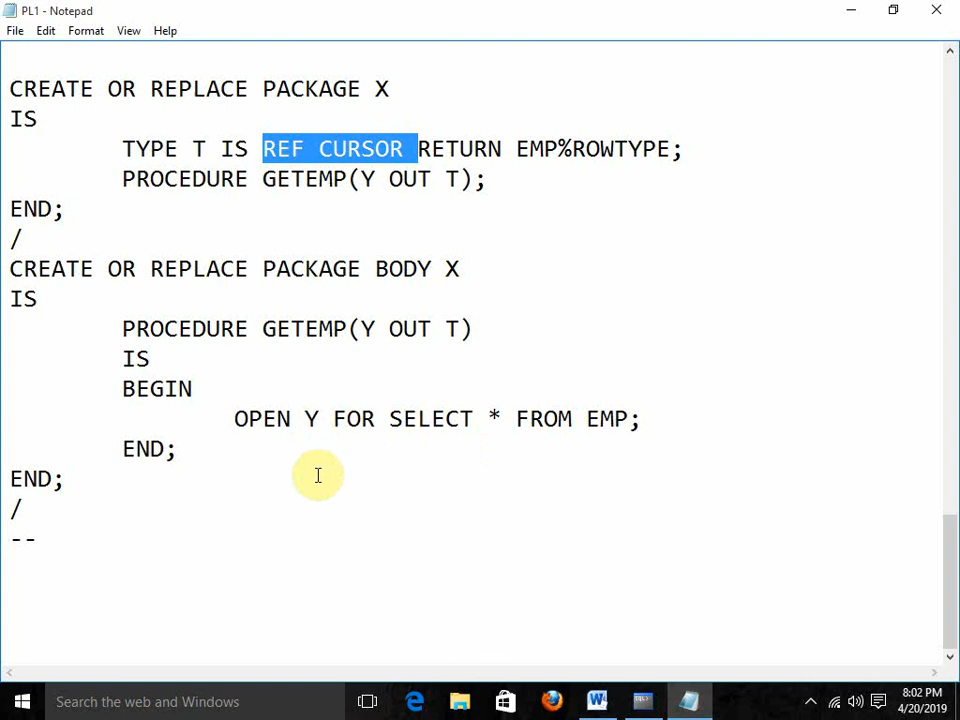 PL1 - Notepad
File Edit Format View Help
CREATE OR REPLACE PACKAGE X
IS
TYPE T IS REF CURSOR RETURN EMP%ROWTYPE;
PROCEDURE GETEMP(Y OUT T);
END;
/
CREATE OR REPLACE PACKAGE BODY X
IS
PROCEDURE GETEMP(Y OUT T)
IS
BEGIN
OPEN Y FOR SELECT * FROM EMP;
END;
END;
/
--
Search the web and Windows
8:02 PM
4/20/2019